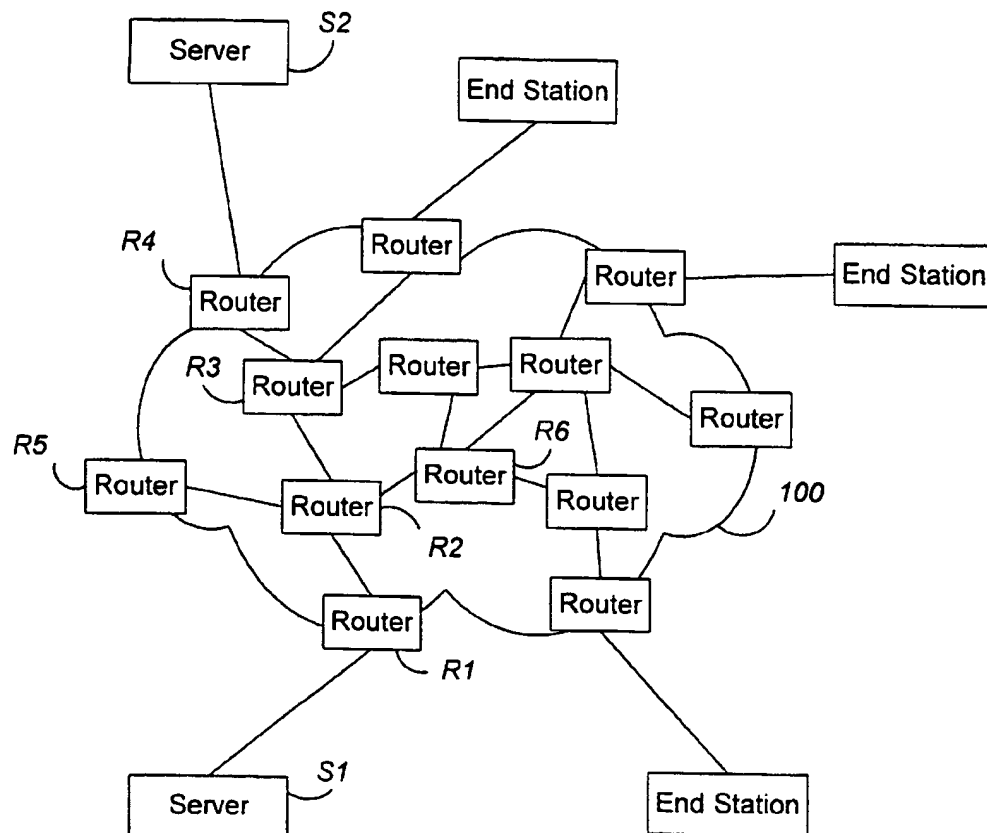 S2
Server
End Station
R4
Router
Router
End Station
Router
Router
Router
R3
Router
Router
R5
R6
Router
Router
Router
Router
100
R2
Router
Router
R1
S1
Server
End Station